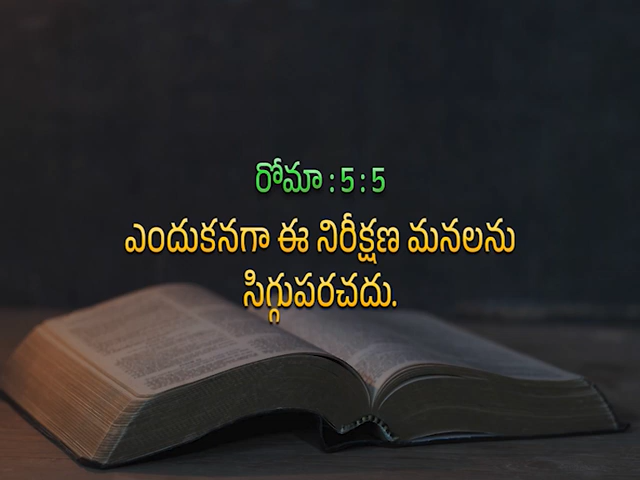 రోమా : 5 : 5
ఎందుకనగా ఈ నిరీక్షణ మనలను
సిగ్గుపరచదు.